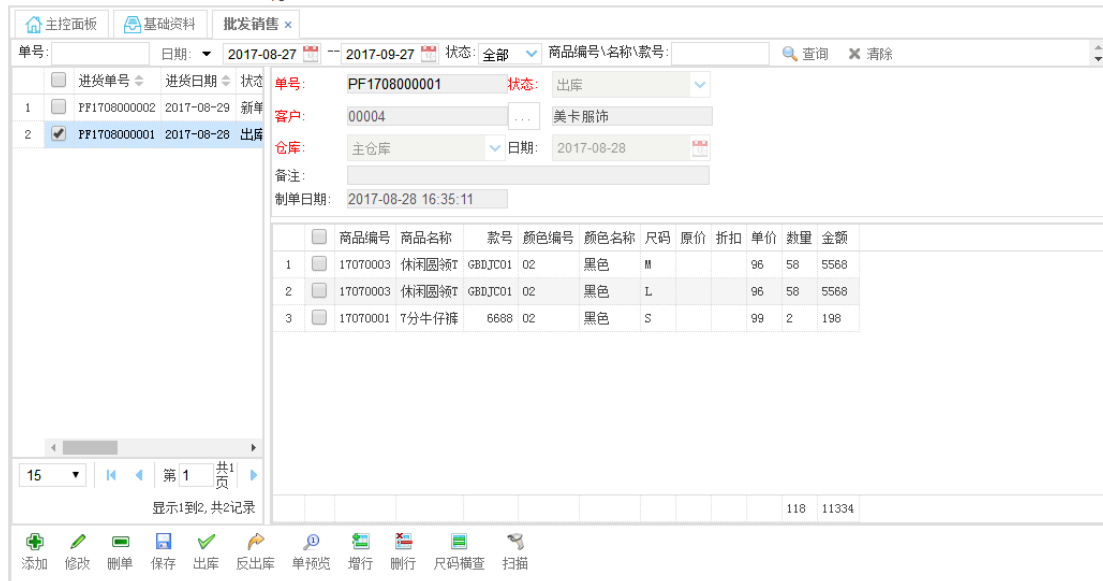 主控面板 基础资料 批发销售 ×
单号: 日期: 2017-08-27 -- 2017-09-27 状态: 全部 商品编号\名称\款号: 查询 清除
进货单号 进货日期 状态
1 PF1708000002 2017-08-29 新单
2 PF1708000001 2017-08-28 出库
15 第 1 共1页
显示1到2, 共2记录
单号: PF1708000001 状态: 出库
客户: 00004 ... 美卡服饰
仓库: 主仓库 日期: 2017-08-28
备注:
制单日期: 2017-08-28 16:35:11
商品编号 商品名称 款号 颜色编号 颜色名称 尺码 原价 折扣 单价 数量 金额
1 17070003 休闲圆领T GBDJC01 02 黑色 M 96 58 5568
2 17070003 休闲圆领T GBDJC01 02 黑色 L 96 58 5568
3 17070001 7分牛仔裤 6688 02 黑色 S 99 2 198
118 11334
添加 修改 删单 保存 出库 反出库 单预览 增行 删行 尺码横查 扫描